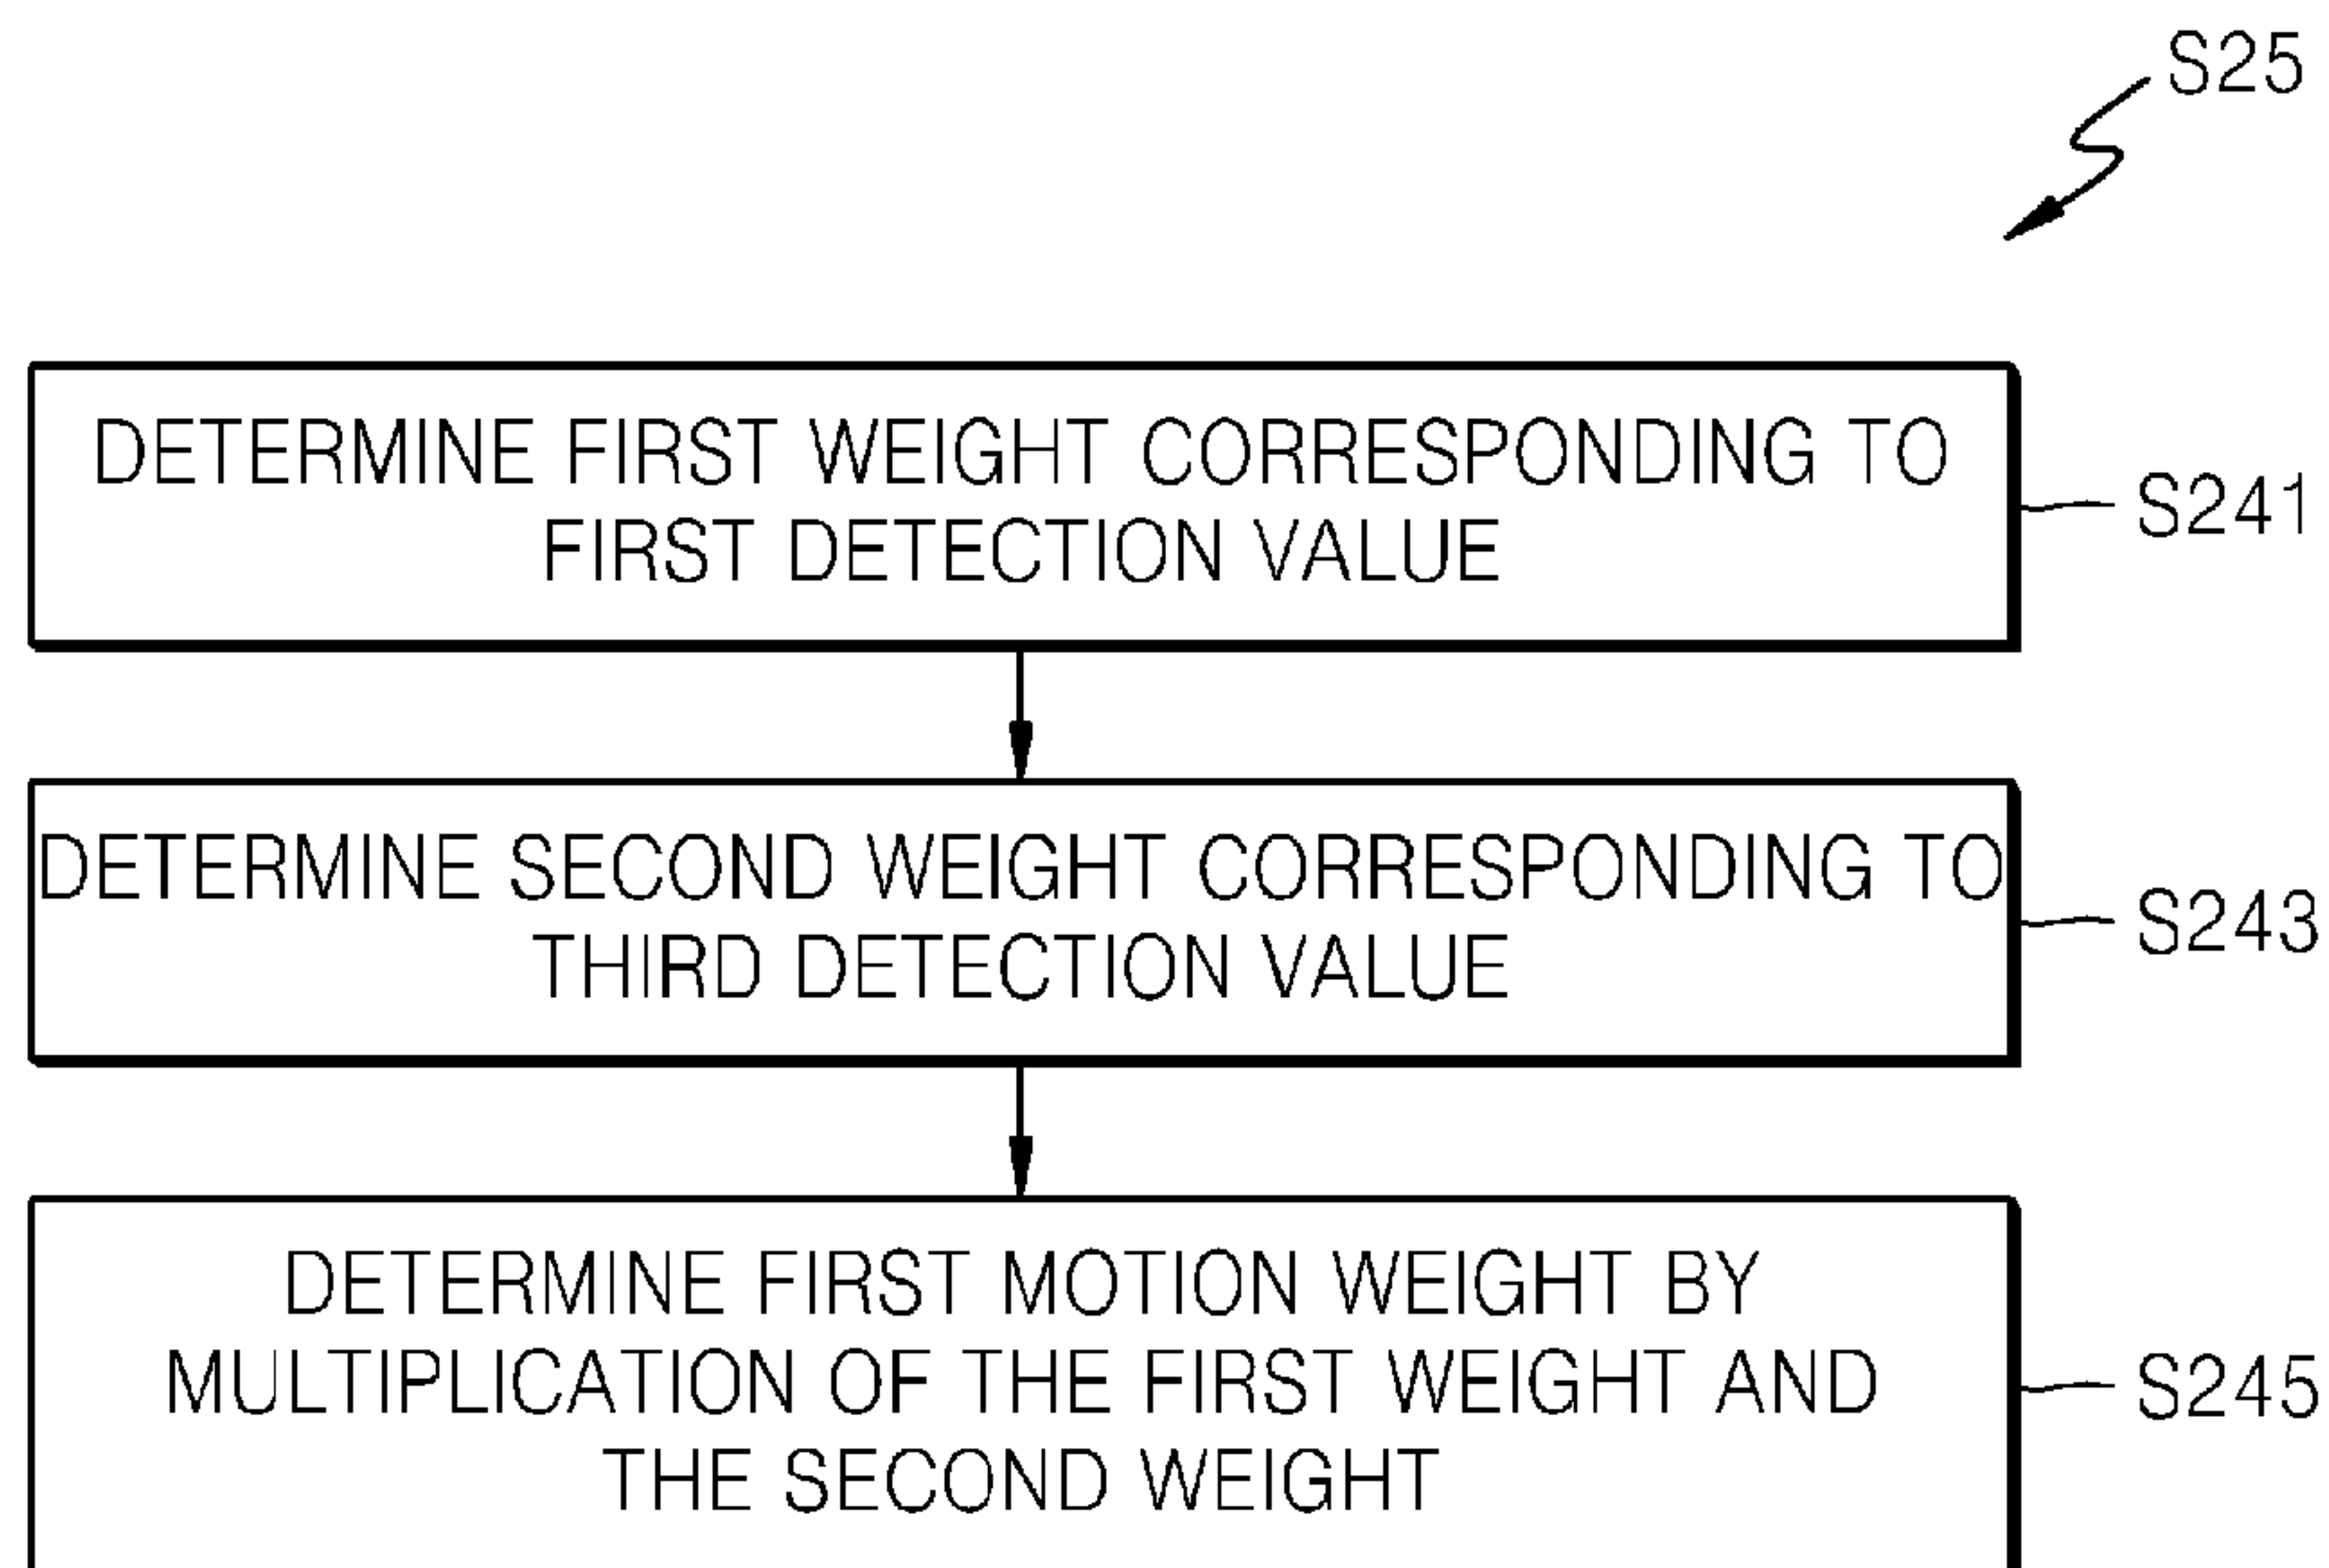 S25
DETERMINE FIRST WEIGHT CORRESPONDING TO
FIRST DETECTION VALUE
S241
DETERMINE SECOND WEIGHT CORRESPONDING TO
THIRD DETECTION VALUE
S243
DETERMINE FIRST MOTION WEIGHT BY
MULTIPLICATION OF THE FIRST WEIGHT AND
THE SECOND WEIGHT
S245